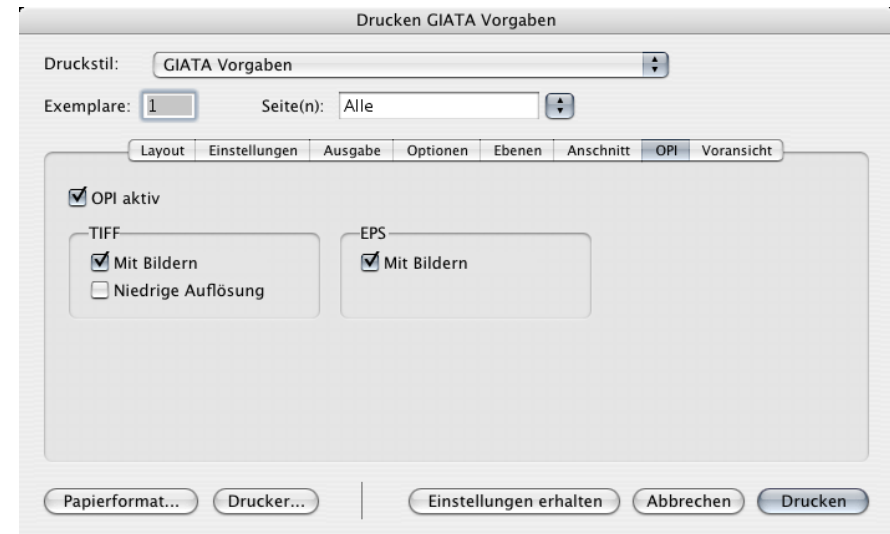 Drucken GIATA Vorgaben
Druckstil: GIATA Vorgaben
Exemplare: 1 Seite(n): Alle
Layout Einstellungen Ausgabe Optionen Ebenen Anschnitt OPI Voransicht
OPI aktiv
TIFF EPS
Mit Bildern Mit Bildern
Niedrige Auflösung
Papierformat... Drucker... Einstellungen erhalten Abbrechen Drucken